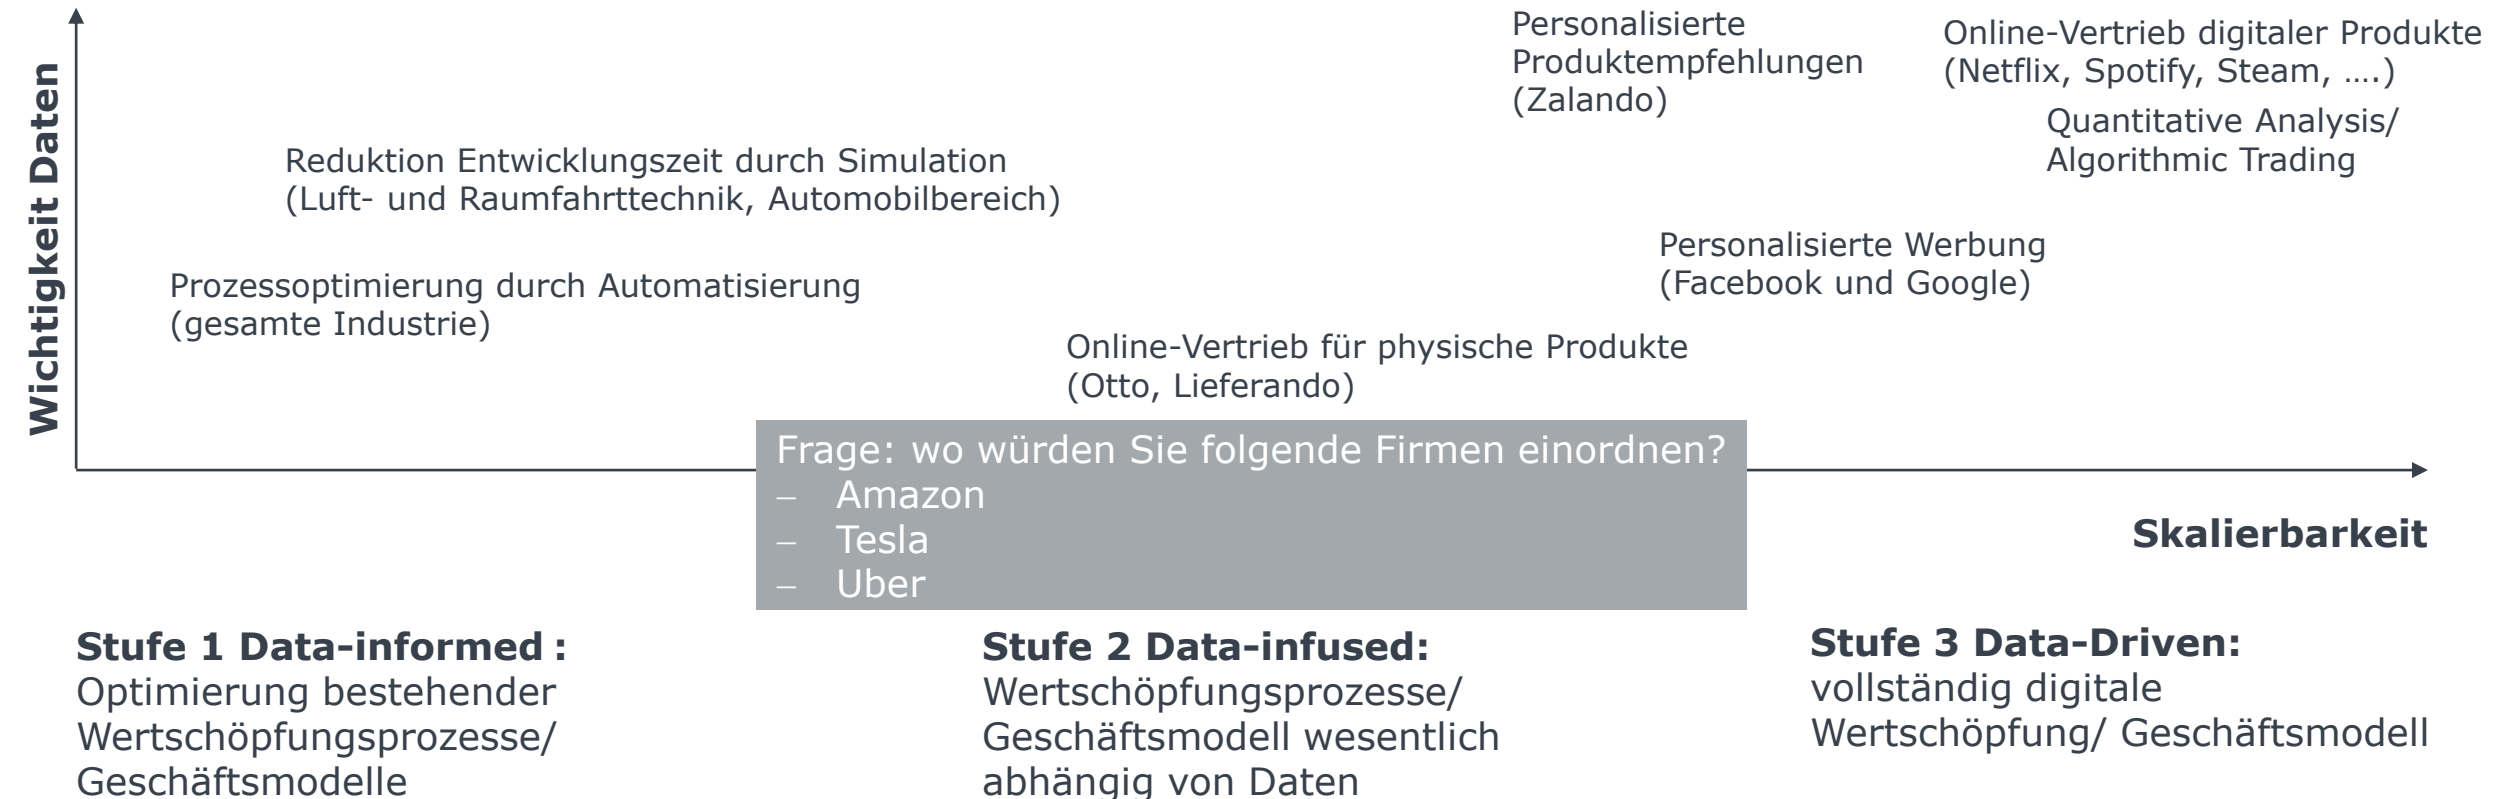 Wichtigkeit Daten
Personalisierte
Produktempfehlungen
(Zalando)
Online-Vertrieb digitaler Produkte
(Netflix, Spotify, Steam, ….)
Quantitative Analysis/
Algorithmic Trading
Reduktion Entwicklungszeit durch Simulation
(Luft- und Raumfahrttechnik, Automobilbereich)
Personalisierte Werbung
(Facebook und Google)
Prozessoptimierung durch Automatisierung
(gesamte Industrie)
Online-Vertrieb für physische Produkte
(Otto, Lieferando)
Frage: wo würden Sie folgende Firmen einordnen?
– Amazon
– Tesla
– Uber
Skalierbarkeit
Stufe 1 Data-informed :
Optimierung bestehender
Wertschöpfungsprozesse/
Geschäftsmodelle
Stufe 2 Data-infused:
Wertschöpfungsprozesse/
Geschäftsmodell wesentlich
abhängig von Daten
Stufe 3 Data-Driven:
vollständig digitale
Wertschöpfung/ Geschäftsmodell